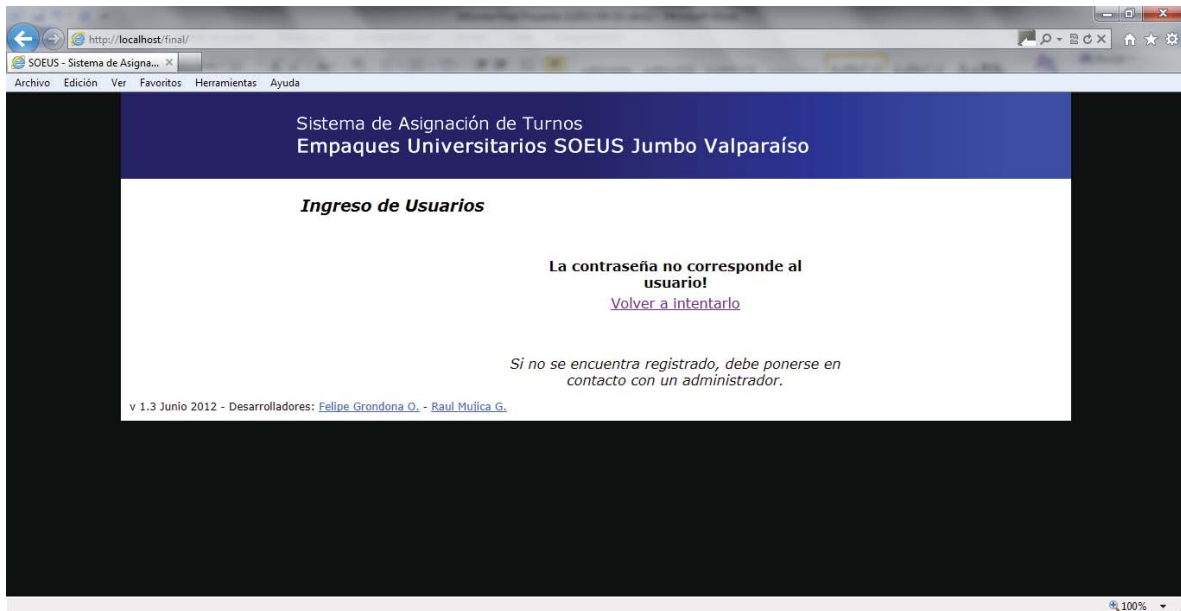 http://localhost/final/
SOEUS - Sistema de Asigna...
Archivo Edición Ver Favoritos Herramientas Ayuda
Sistema de Asignación de Turnos
Empaques Universitarios SOEUS Jumbo Valparaíso
Ingreso de Usuarios
La contraseña no corresponde al
usuario!
Volver a intentarlo
Si no se encuentra registrado, debe ponerse en
contacto con un administrador.
v 1.3 Junio 2012 - Desarrolladores: Felipe Grondona O. - Raul Mujica G.
100%